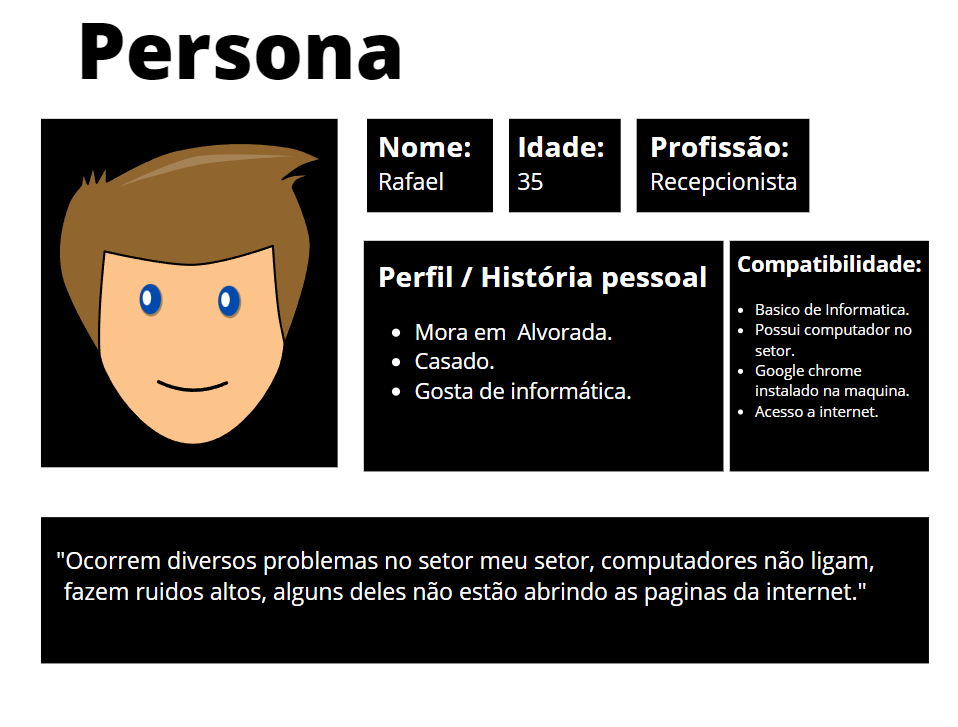 Persona
Nome:
Rafael
Idade:
35
Profissão:
Recepcionista
Perfil / História pessoal
• Mora em  Alvorada.
• Casado.
• Gosta de informática.
Compatibilidade:
• Basico de Informatica.
• Possui computador no
setor.
• Google chrome
instalado na maquina.
• Acesso a internet.
"Ocorrem diversos problemas no setor meu setor, computadores não ligam,
fazem ruidos altos, alguns deles não estão abrindo as paginas da internet."